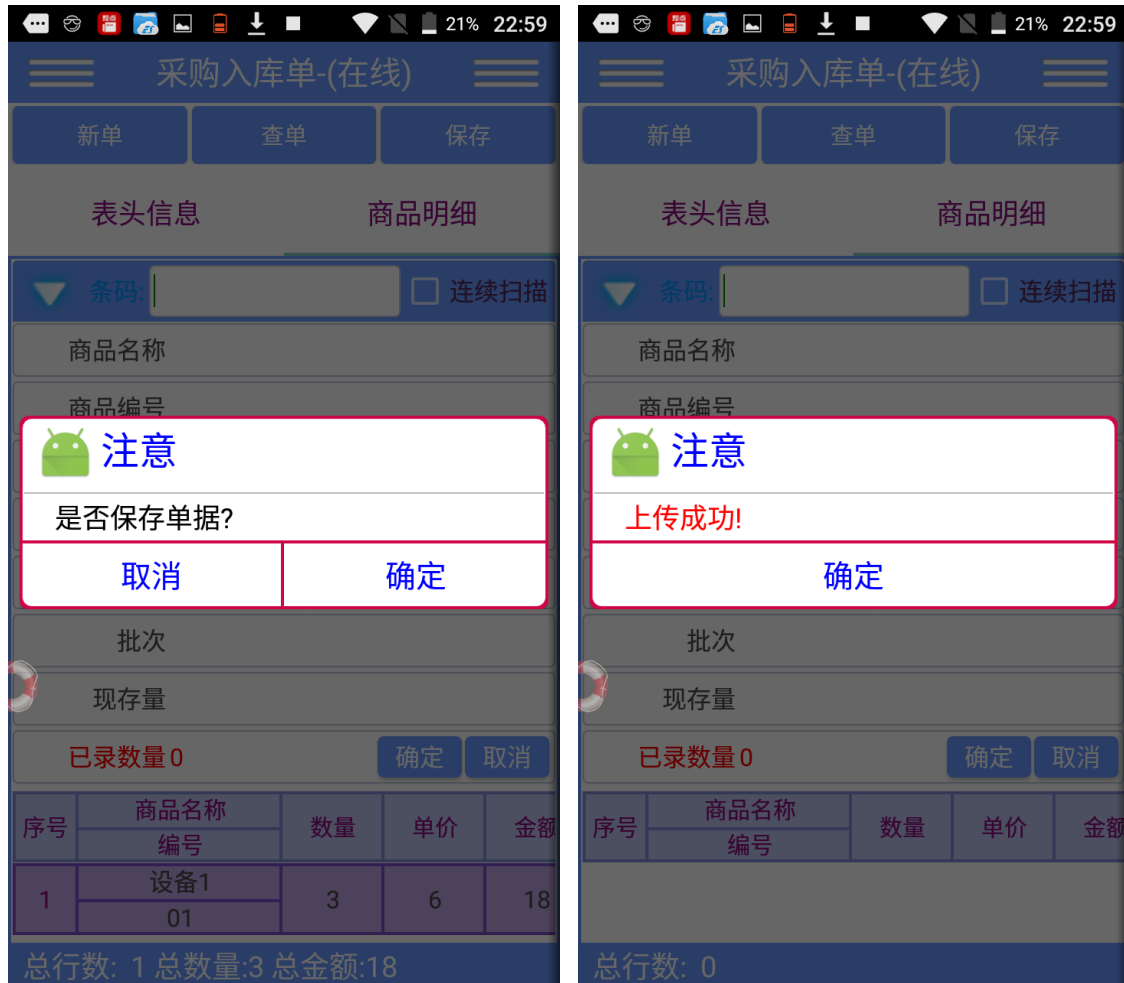 21% 22:59
采购入库单-(在线)
新单 查单 保存
表头信息 商品明细
条码: 连续扫描
商品名称
商品编号
注意
是否保存单据?
取消 确定
批次
现存量
已录数量0 确定 取消
序号 商品名称 数量 单价 金额
编号
1 设备1 3 6 18
01
总行数: 1 总数量:3 总金额:18
21% 22:59
采购入库单-(在线)
新单 查单 保存
表头信息 商品明细
条码: 连续扫描
商品名称
商品编号
注意
上传成功!
确定
批次
现存量
已录数量0 确定 取消
序号 商品名称 数量 单价 金额
编号
总行数: 0